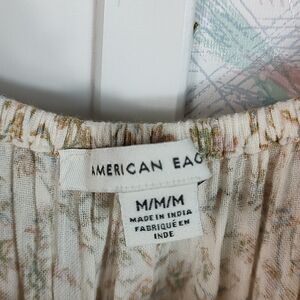 AMERICAN EAG
M/M/M
MADE IN INDIA
FABRIQUÉ EN
INDE